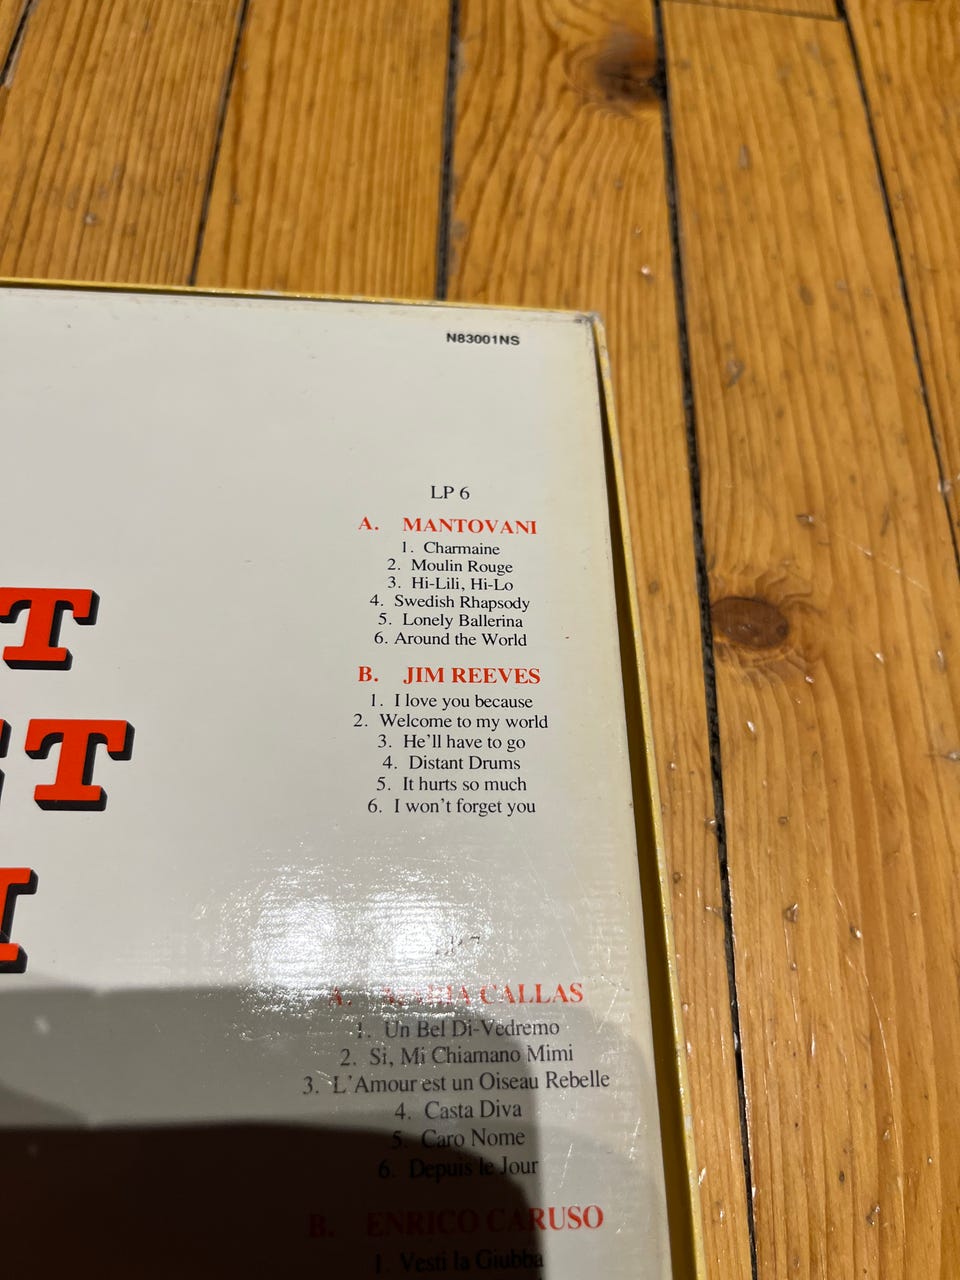 N83001NS
LP 6
A. MANTOVANI
1. Charmaine
2. Moulin Rouge
3. Hi-Lili, Hi-Lo
4. Swedish Rhapsody
5. Lonely Ballerina
6. Around the World
B. JIM REEVES
1. I love you because
2. Welcome to my world
3. He'll have to go
4. Distant Drums
5. It hurts so much
6. I won't forget you
T
ST
I
A. MARIA CALLAS
1. Un Bel Di-Vedremo
2. Si, Mi Chiamano Mimi
3. L'Amour est un Oiseau Rebelle
4. Casta Diva
5. Caro Nome
6. Depuis le Jour
B. ENRICO CARUSO
1. Vesti la Giubba